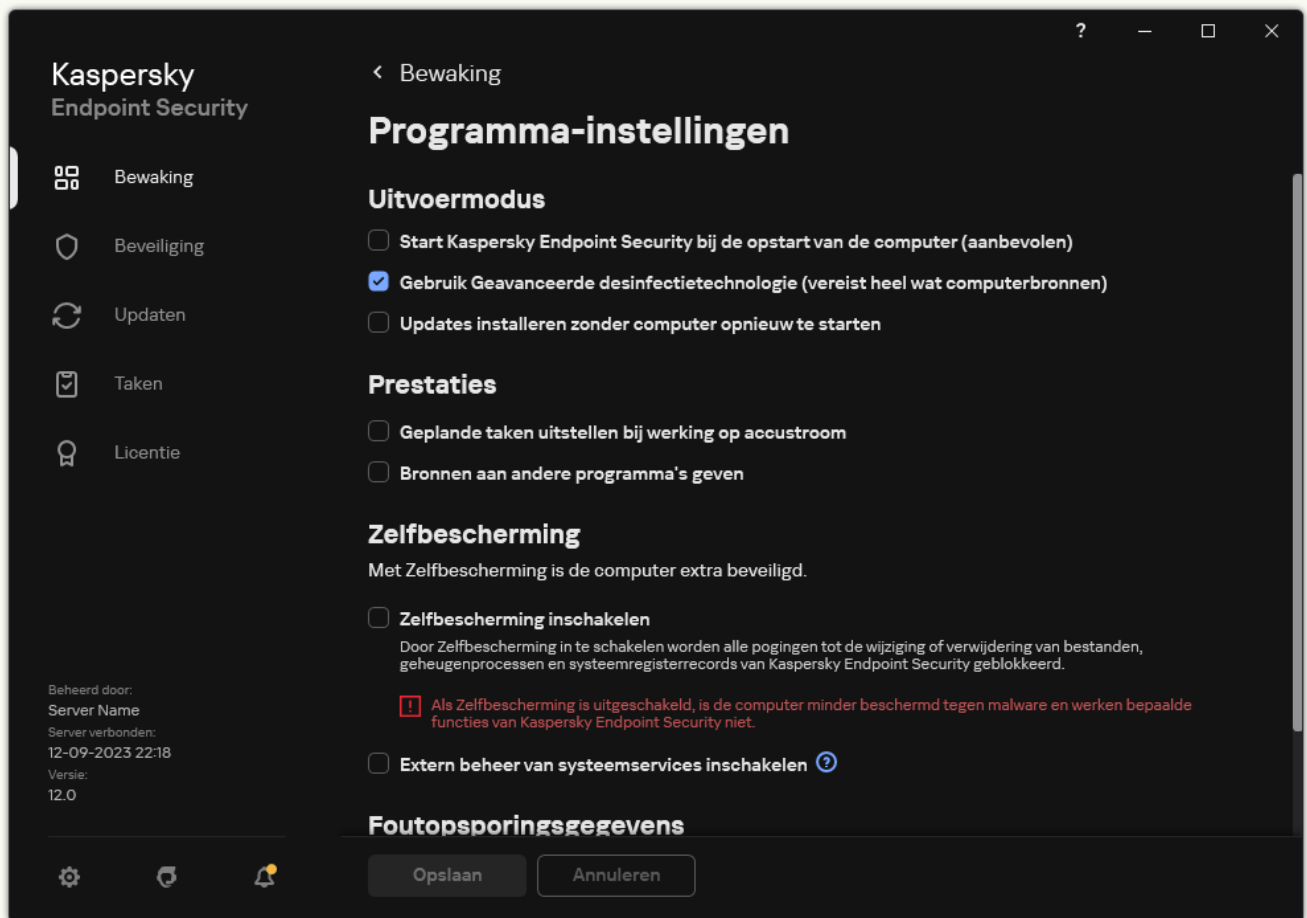 ?
Kaspersky
Endpoint Security
Bewaking
Beveiliging
Updaten
Taken
Licentie
Beheerd door:
Server Name
Server verbonden:
12-09-2023 22:18
Versie:
12.0
Bewaking
Programma-instellingen
Uitvoermodus
Start Kaspersky Endpoint Security bij de opstart van de computer (aanbevolen)
Gebruik Geavanceerde desinfectietechnologie (vereist heel wat computerbronnen)
Updates installeren zonder computer opnieuw te starten
Prestaties
Geplande taken uitstellen bij werking op accustroom
Bronnen aan andere programma's geven
Zelfbescherming
Met Zelfbescherming is de computer extra beveiligd.
Zelfbescherming inschakelen
Door Zelfbescherming in te schakelen worden alle pogingen tot de wijziging of verwijdering van bestanden,
geheugenprocessen en systeemregisterrecords van Kaspersky Endpoint Security geblokkeerd.
! Als Zelfbescherming is uitgeschakeld, is de computer minder beschermd tegen malware en werken bepaalde
functies van Kaspersky Endpoint Security niet.
Extern beheer van systeemservices inschakelen ?
Foutopsporingsgegevens
Opslaan
Annuleren